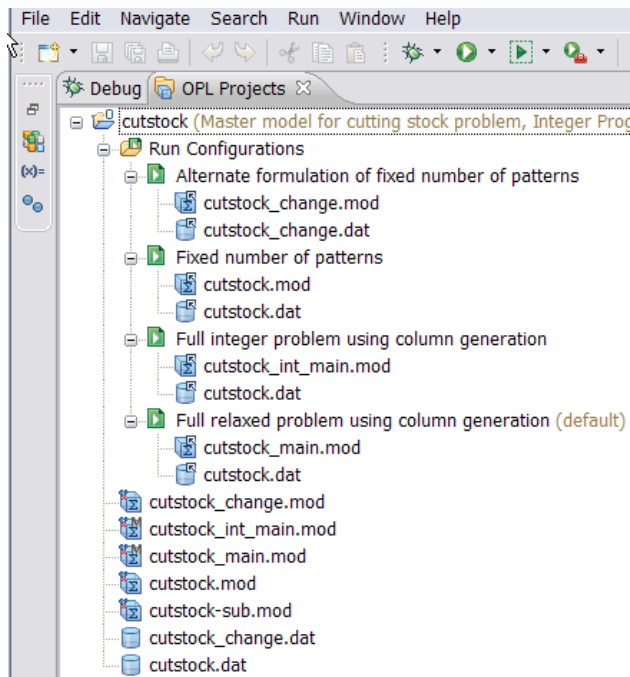 File Edit Navigate Search Run Window Help
Debug OPL Projects
cutstock (Master model for cutting stock problem, Integer Prog
Run Configurations
Alternate formulation of fixed number of patterns
cutstock_change.mod
cutstock_change.dat
Fixed number of patterns
cutstock.mod
cutstock.dat
Full integer problem using column generation
cutstock_int_main.mod
cutstock.dat
Full relaxed problem using column generation (default)
(x)=
cutstock_main.mod
cutstock.dat
cutstock_change.mod
cutstock_int_main.mod
cutstock_main.mod
cutstock.mod
cutstock-sub.mod
cutstock_change.dat
cutstock.dat